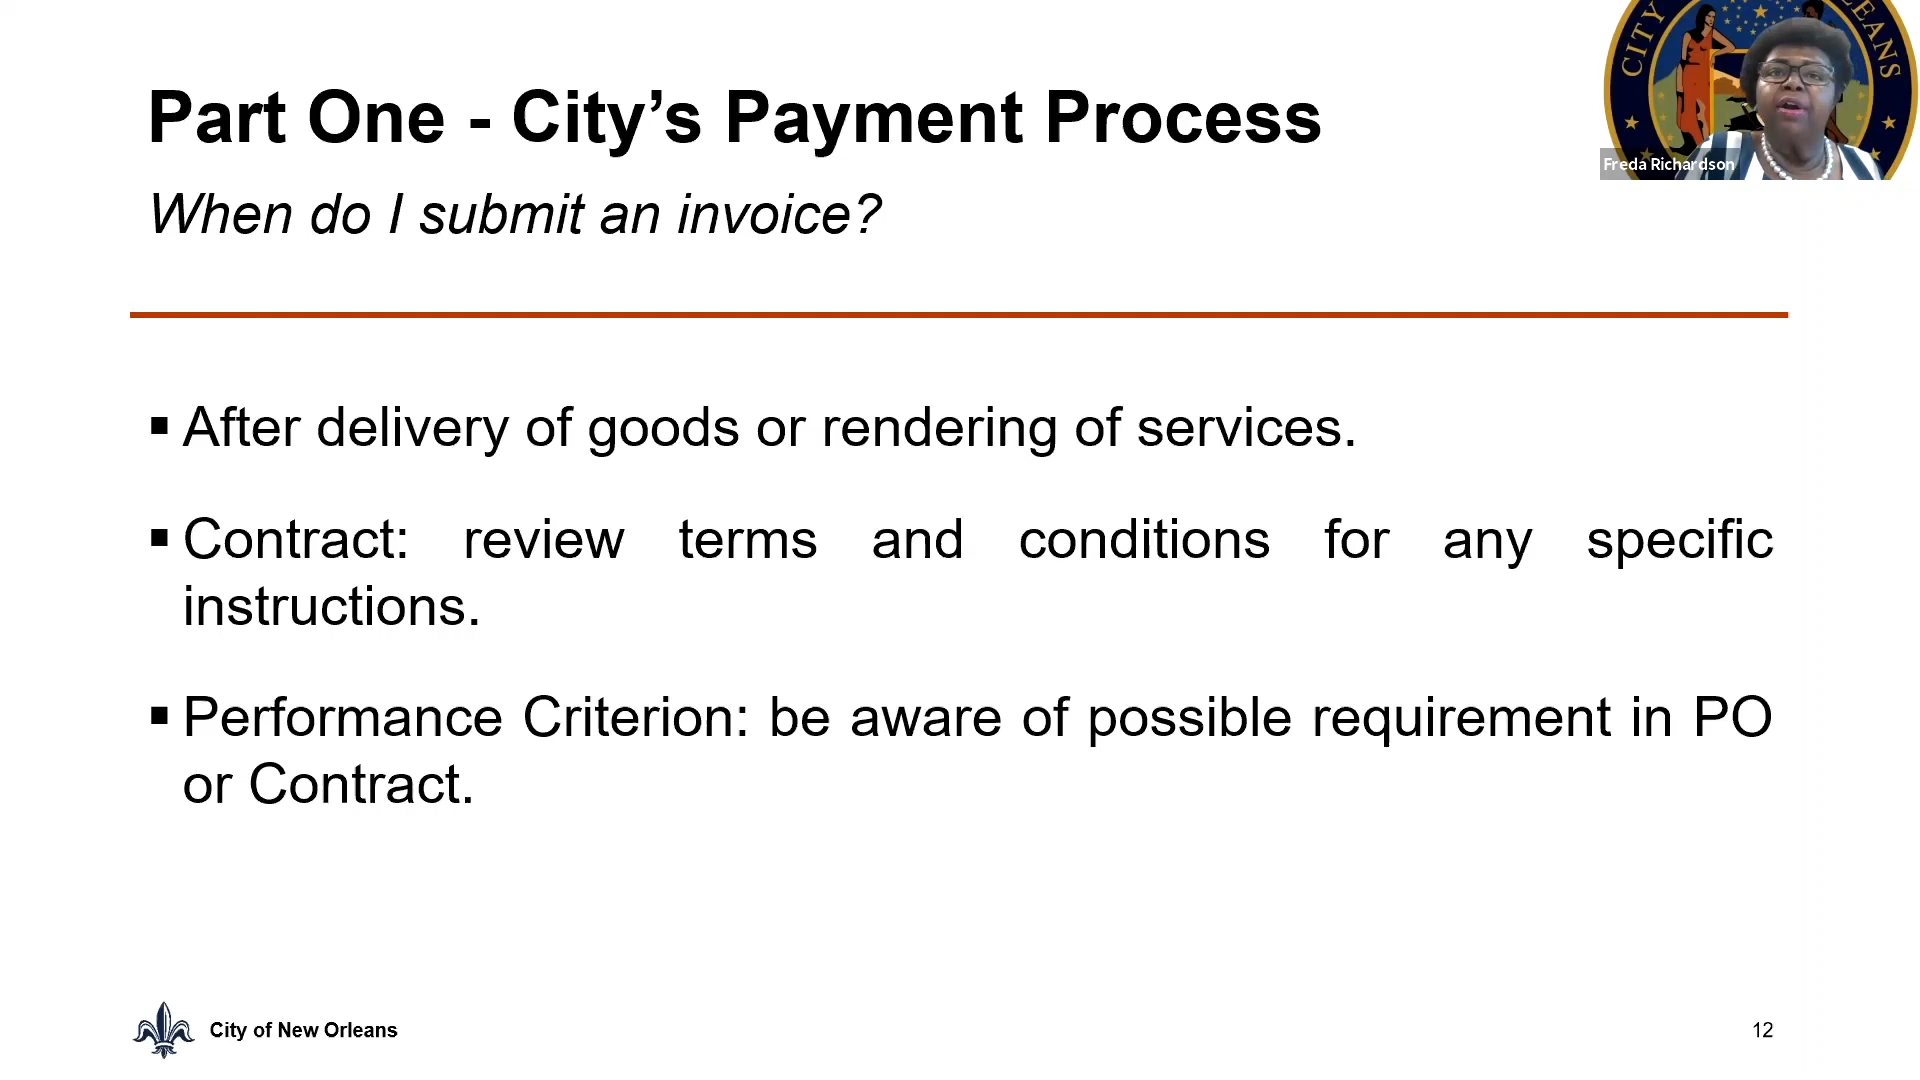 Part One - City’s Payment Process
When do I submit an invoice?
CITY
LEANS
Freda Richardson
▪ After delivery of goods or rendering of services.
▪ Contract: review terms and conditions for any specific
instructions.
▪ Performance Criterion: be aware of possible requirement in PO
or Contract.
City of New Orleans
12